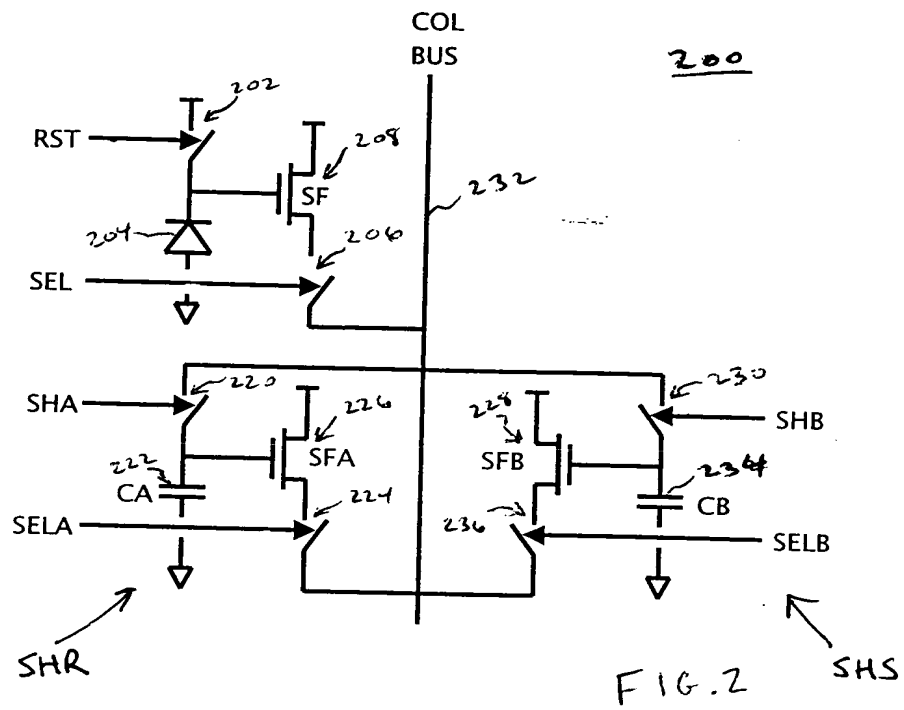 COL
BUS
200
202
RST
208
SF
232
204
206
SEL
220
230
SHA
226
228
SHB
SFA
SFB
222
234
CA
224
CB
SELA
236
SELB
SHR
SHS
FIG. 2